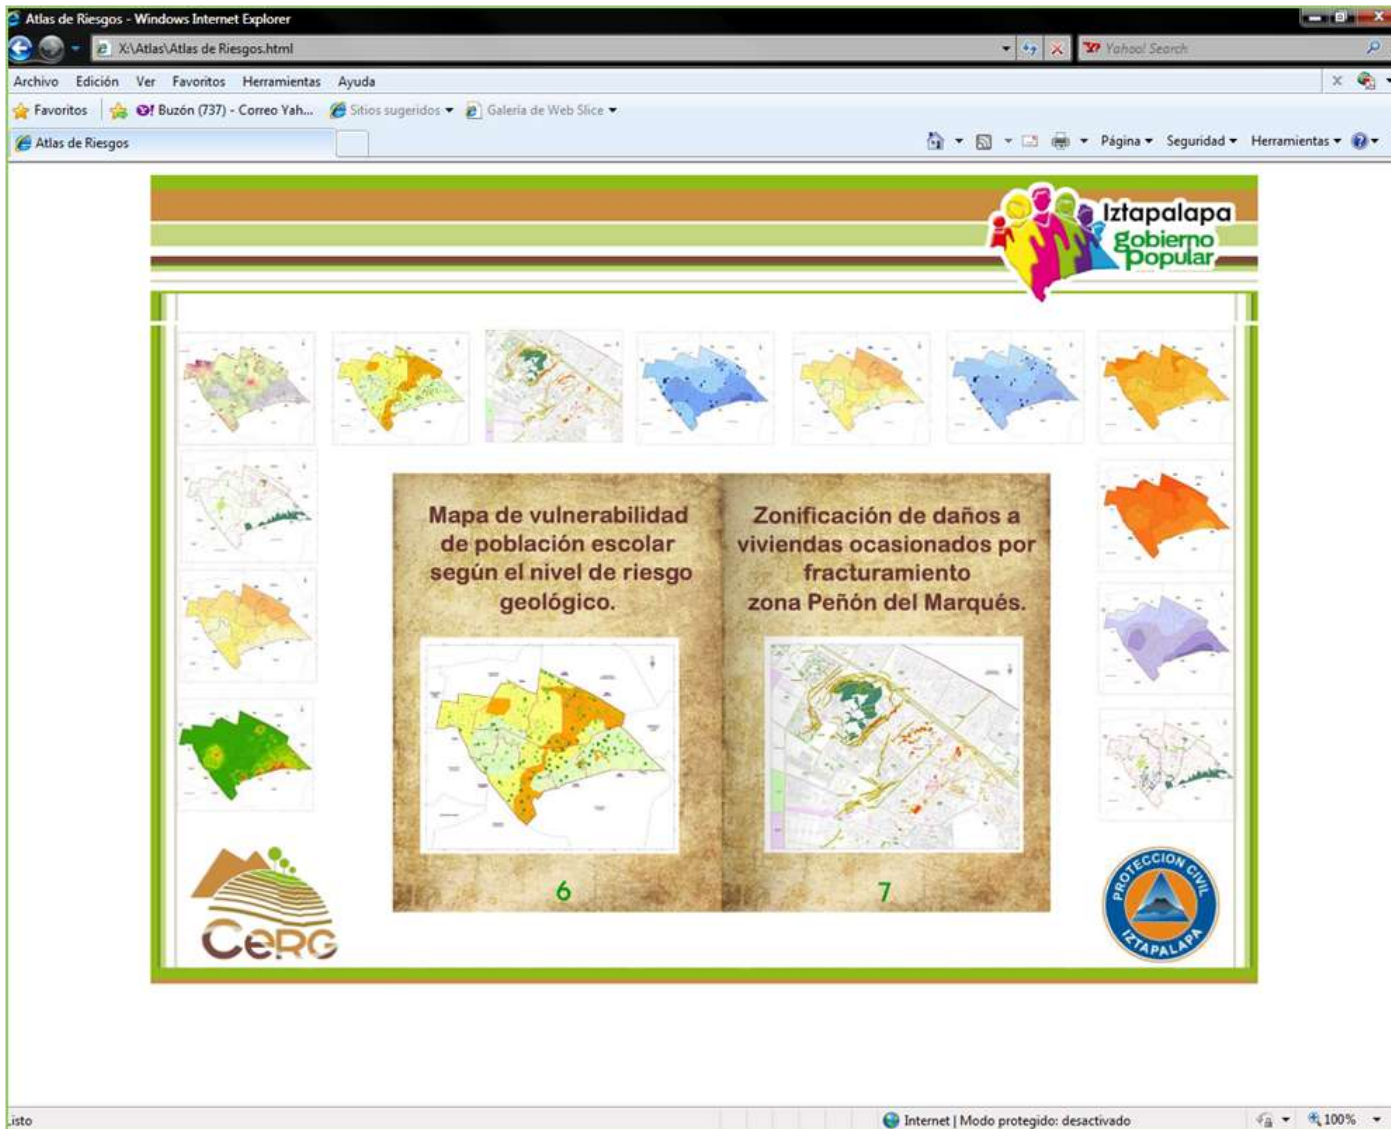 Atlas de Riesgos - Windows Internet Explorer
X:\Atlas\Atlas de Riesgos.html
Yahoo! Search
Archivo Edición Ver Favoritos Herramientas Ayuda
Favoritos Buzón (737) - Correo Yah... Sitios sugeridos Galería de Web Slice
Atlas de Riesgos
Página Seguridad Herramientas
Iztapalapa
gobierno
Popular
Mapa de vulnerabilidad
de población escolar
según el nivel de riesgo
geológico.
6
Zonificación de daños a
viviendas ocasionados por
fracturamiento
zona Peñón del Marqués.
7
CeRG
PROTECCION CIVIL
IZTAPALAPA
isto
Internet | Modo protegido: desactivado
100%